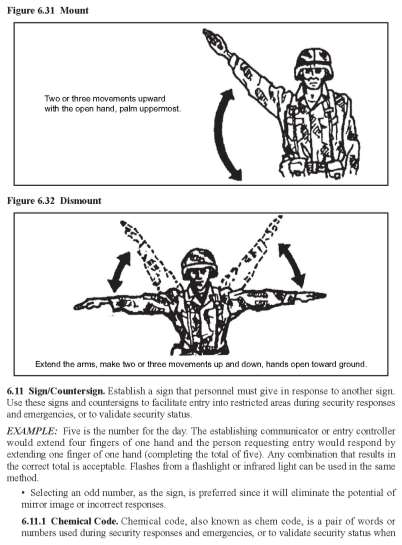 Figure 6.31 Mount
Two or three movements upward
with the open hand, palm uppermost.
Figure 6.32 Dismount
Extend the arms, make two or three movements up and down, hands open toward ground.
6.11 Sign/Countersign. Establish a sign that personnel must give in response to another sign.
Use these signs and countersigns to facilitate entry into restricted areas during security responses
and emergencies, or to validate security status.
EXAMPLE: Five is the number for the day. The establishing communicator or entry controller
would extend four fingers of one hand and the person requesting entry would respond by
extending one finger of one hand (completing the total of five). Any combination that results in
the correct total is acceptable. Flashes from a flashlight or infrared light can be used in the same
method.
• Selecting an odd number, as the sign, is preferred since it will eliminate the potential of
mirror image or incorrect responses.
6.11.1 Chemical Code. Chemical code, also known as chem code, is a pair of words or
numbers used during security responses and emergencies, or to validate security status when